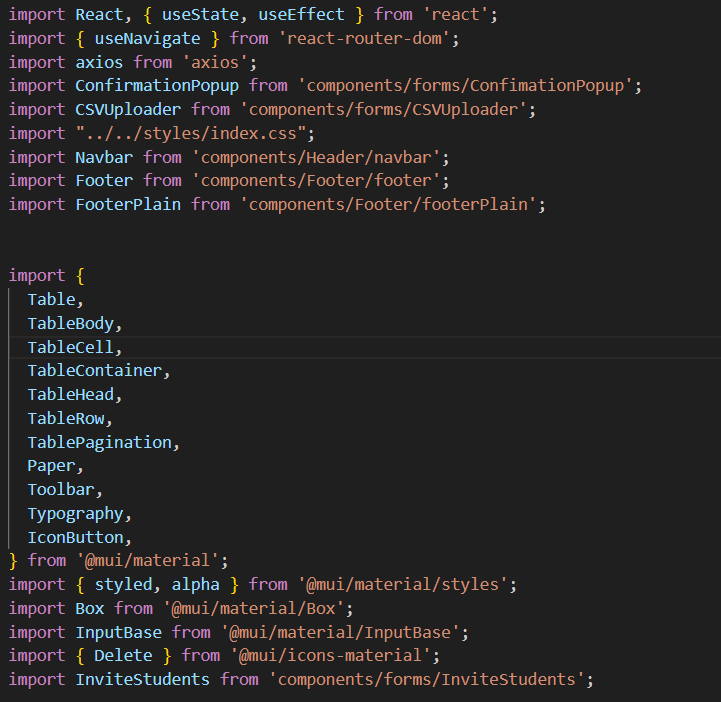 import React, { useState, useEffect } from 'react';
import { useNavigate } from 'react-router-dom';
import axios from 'axios';
import ConfirmationPopup from 'components/forms/ConfimationPopup';
import CSVUploader from 'components/forms/CSVUploader';
import "../../styles/index.css";
import Navbar from 'components/Header/navbar';
import Footer from 'components/Footer/footer';
import FooterPlain from 'components/Footer/footerPlain';
import {
  Table,
  TableBody,
  TableCell,
  TableContainer,
  TableHead,
  TableRow,
  TablePagination,
  Paper,
  Toolbar,
  Typography,
  IconButton,
} from '@mui/material';
import { styled, alpha } from '@mui/material/styles';
import Box from '@mui/material/Box';
import InputBase from '@mui/material/InputBase';
import { Delete } from '@mui/icons-material';
import InviteStudents from 'components/forms/InviteStudents';